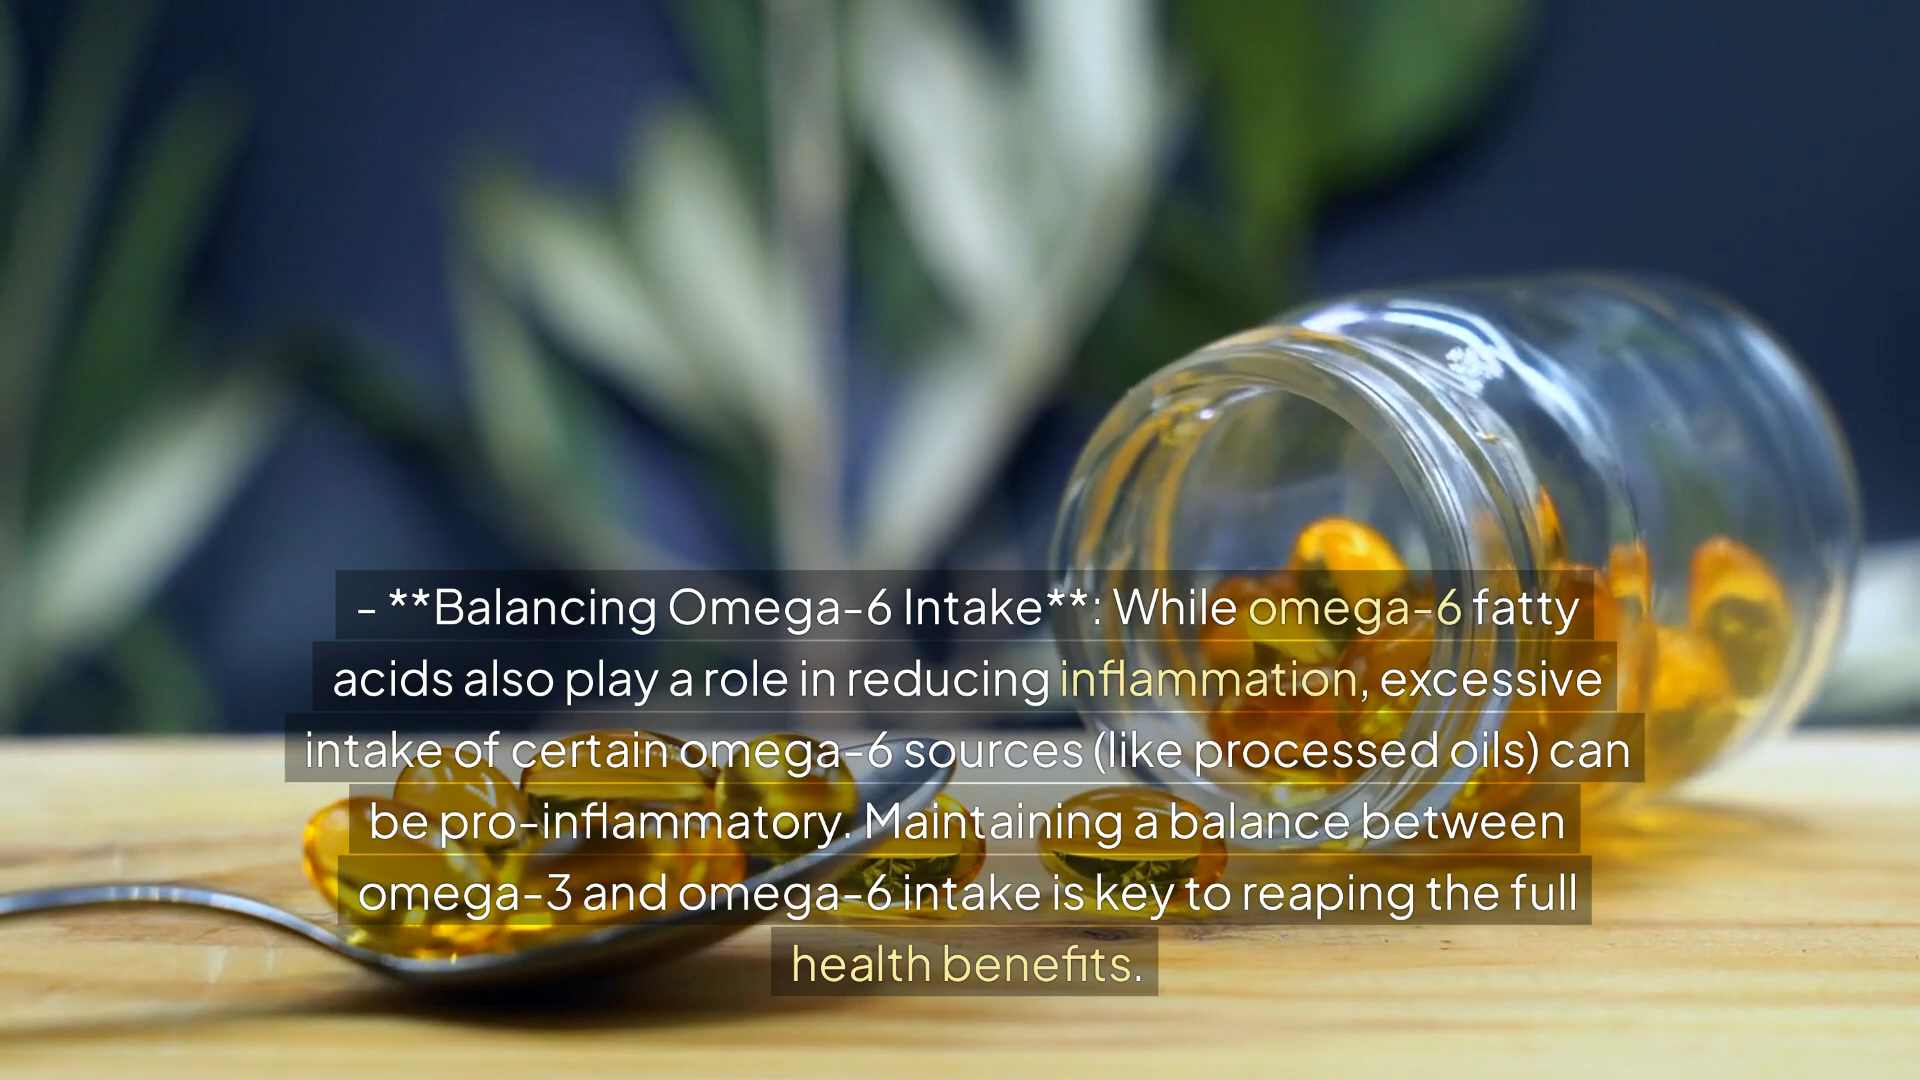 - **Balancing Omega-6 Intake**: While omega-6 fatty
acids also play a role in reducing inflammation, excessive
intake of certain omega-6 sources (like processed oils) can
be pro-inflammatory. Maintaining a balance between
omega-3 and omega-6 intake is key to reaping the full
health benefits.